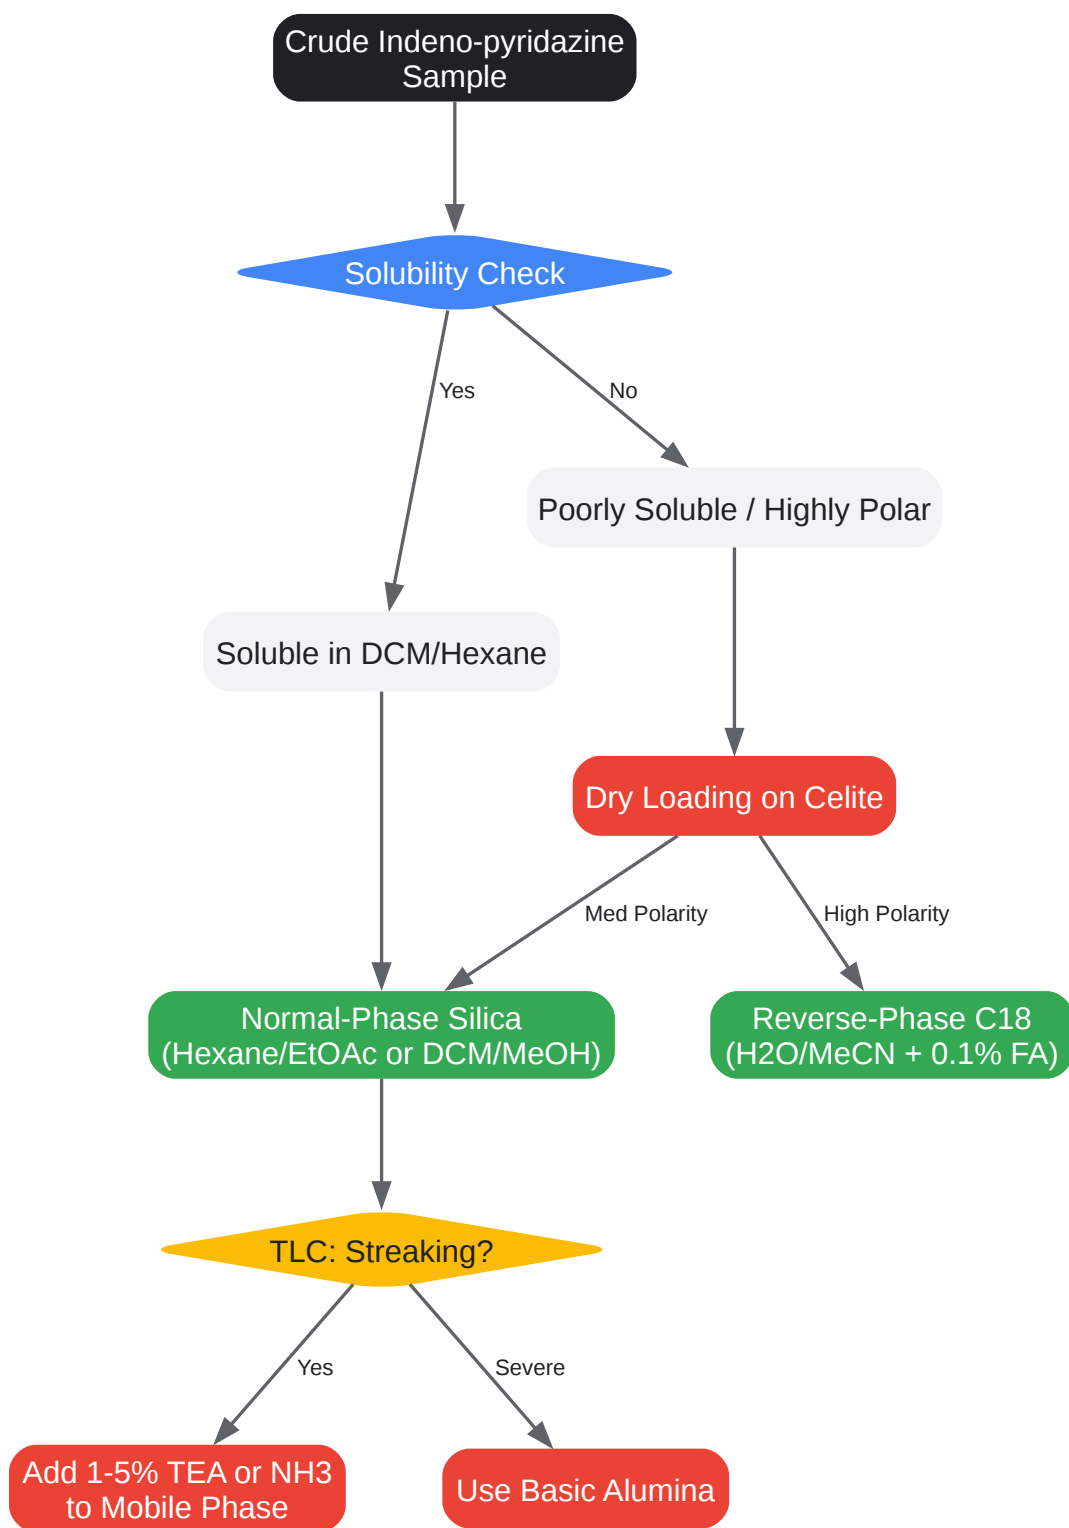 Crude Indeno-pyridazine
Sample
Solubility Check
Yes
No
Poorly Soluble / Highly Polar
Soluble in DCM/Hexane
Dry Loading on Celite
Med Polarity
High Polarity
Normal-Phase Silica
(Hexane/EtOAc or DCM/MeOH)
Reverse-Phase C18
(H2O/MeCN + 0.1% FA)
TLC: Streaking?
Yes
Severe
Add 1-5% TEA or NH3
to Mobile Phase
Use Basic Alumina